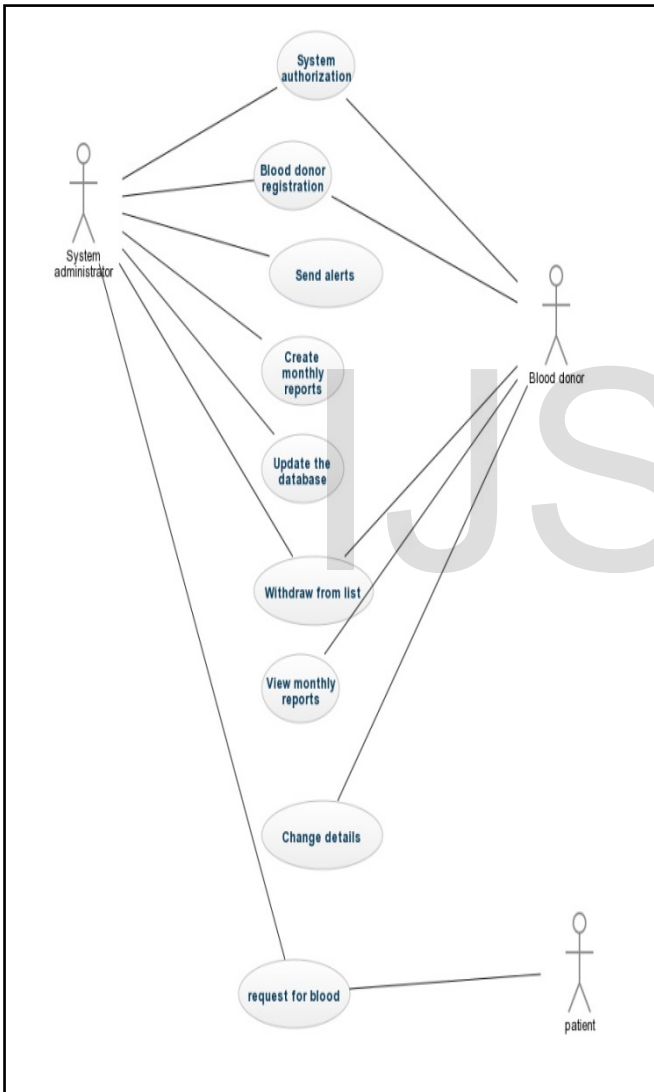 System
authorization
Blood donor
registration
System
administrator
Send alerts
Blood donor
Create
monthly
reports
Update the
database
Withdraw from list
View monthly
reports
Change details
request for blood
patient
IJS